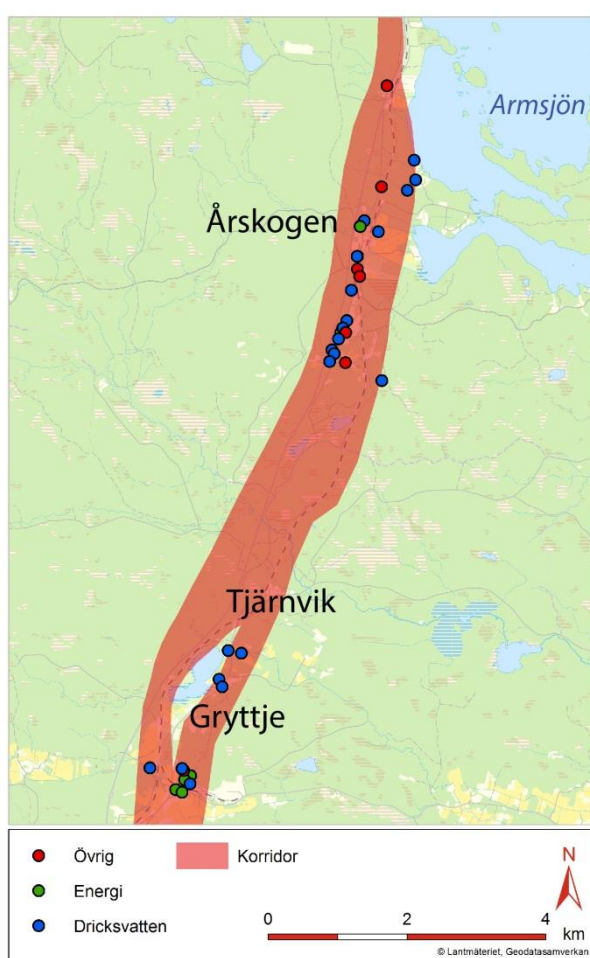 Armsjön
Årskogen
Tjärnvik
Gryttje
Övrig
Korridor
Energi
Dricksvatten
N
0 2 4
km
© Lantmäteriet, Geodatasamverkan